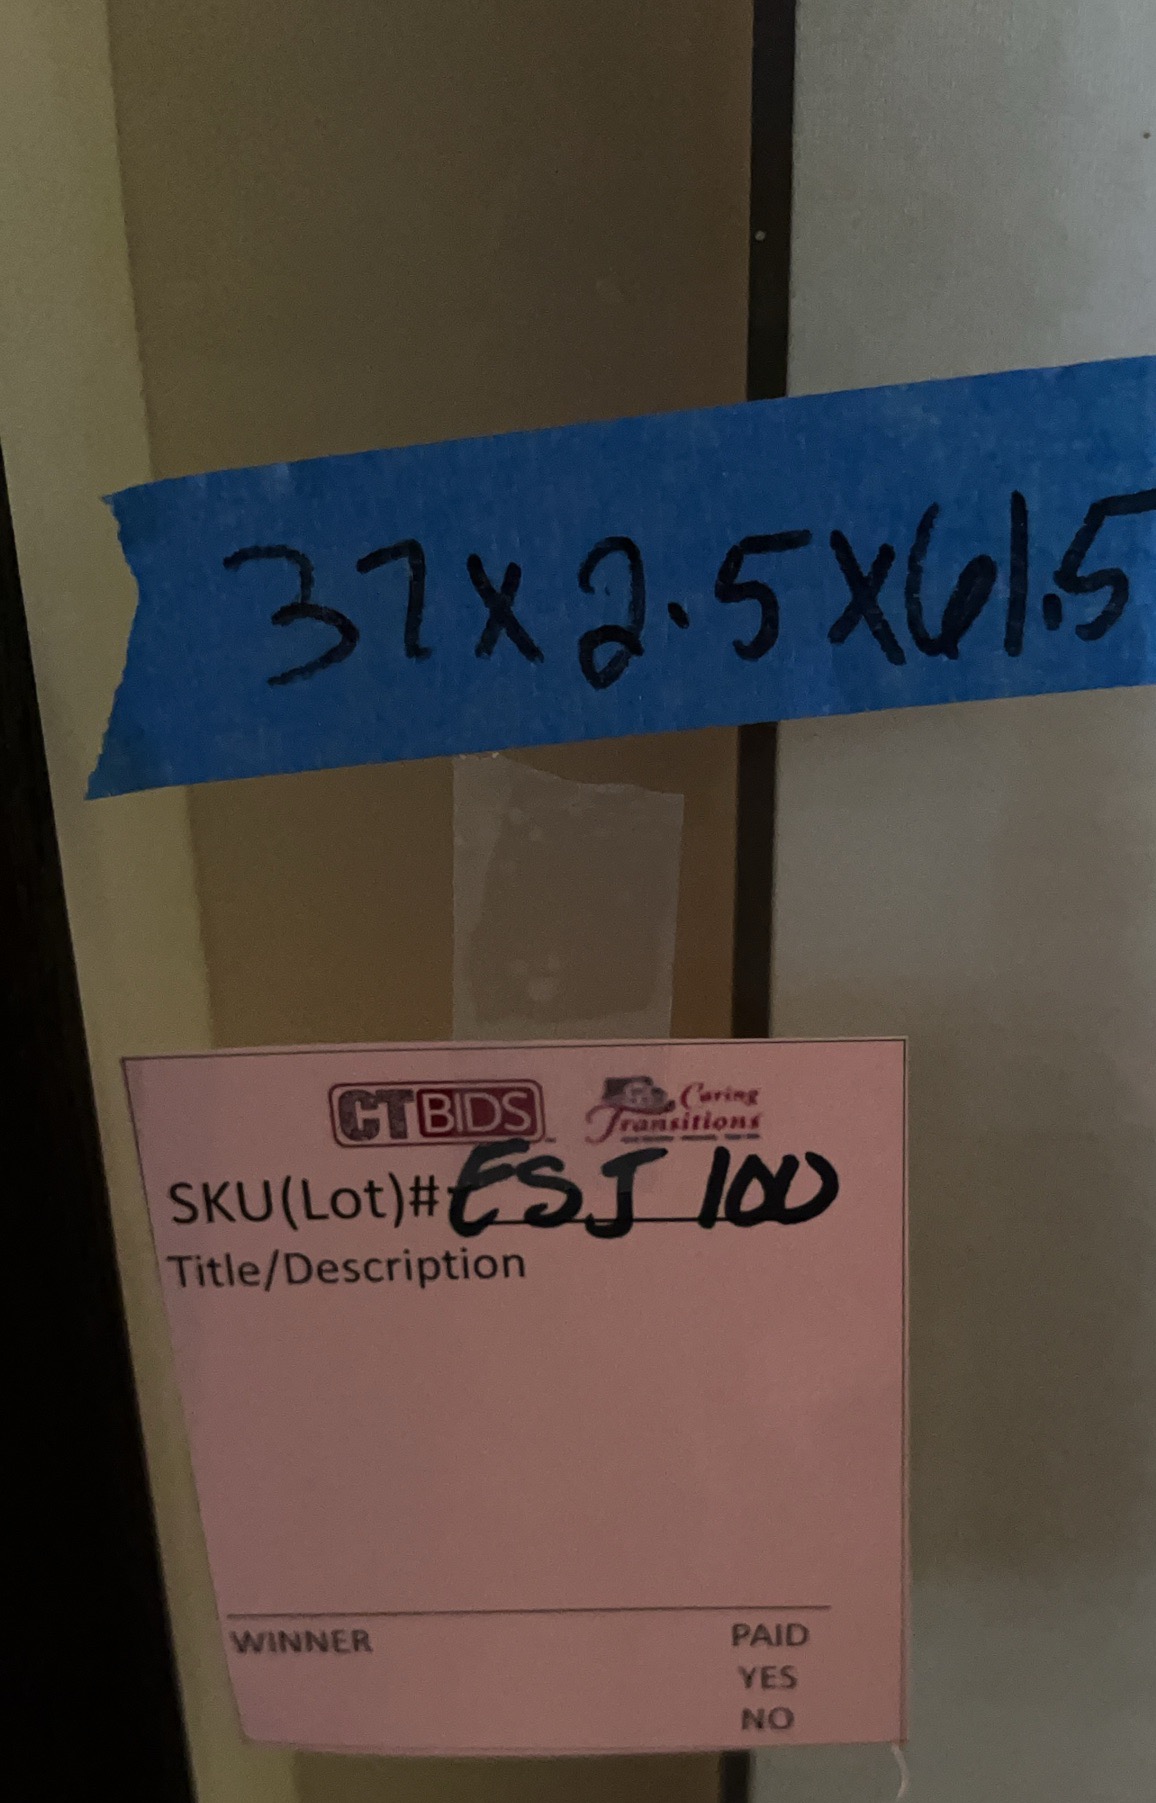 37x2.5x61.5
CTBIDS Caring Transitions
SKU(Lot)# ESJ 100
Title/Description
WINNER PAID
YES
NO